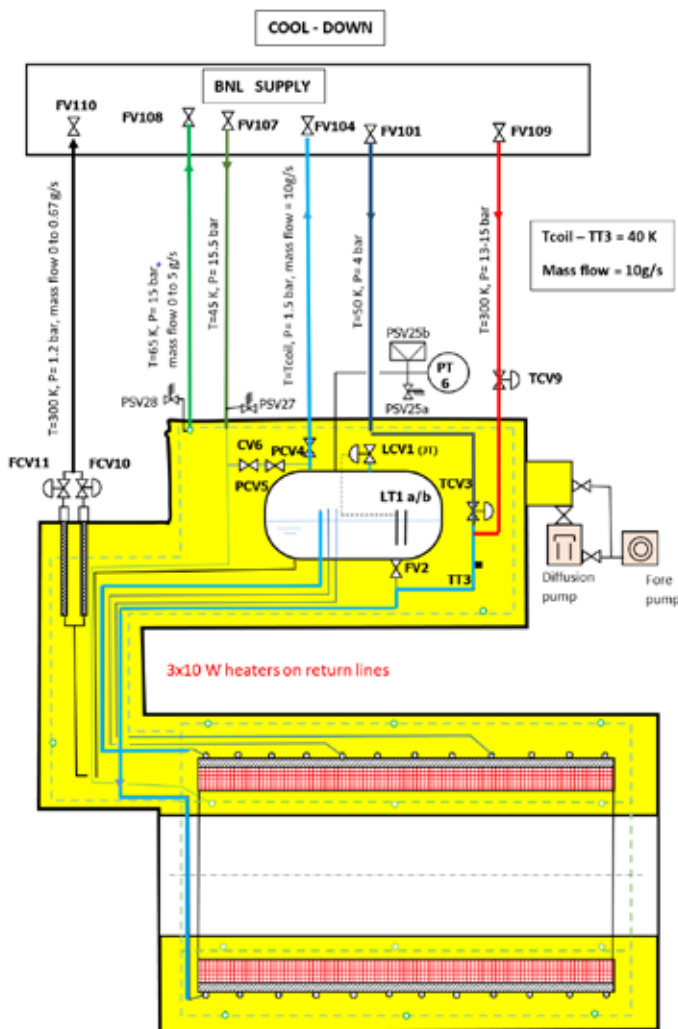 COOL - DOWN
BNL SUPPLY
FV110
FV108
FV107
FV104
FV101
FV109
T=300 K, P= 1.2 bar, mass flow 0 to 0.67g/s
T=65 K, P= 15 bar,
mass flow 0 to 5 g/s
T=45 K, P= 15.5 bar
T=Tcoil, P= 1.5 bar, mass flow = 10g/s
T=50 K, P= 4 bar
T=300 K, P= 13-15 bar
Tcoil – TT3 = 40 K
Mass flow = 10g/s
PSV25b
PT
6
PSV25a
TCV9
PSV28
PSV27
FCV11
FCV10
CV6
PCV4
PCV5
LCV1 (JT)
TCV3
LT1 a/b
FV2
TT3
Diffusion
pump
Fore
pump
3x10 W heaters on return lines